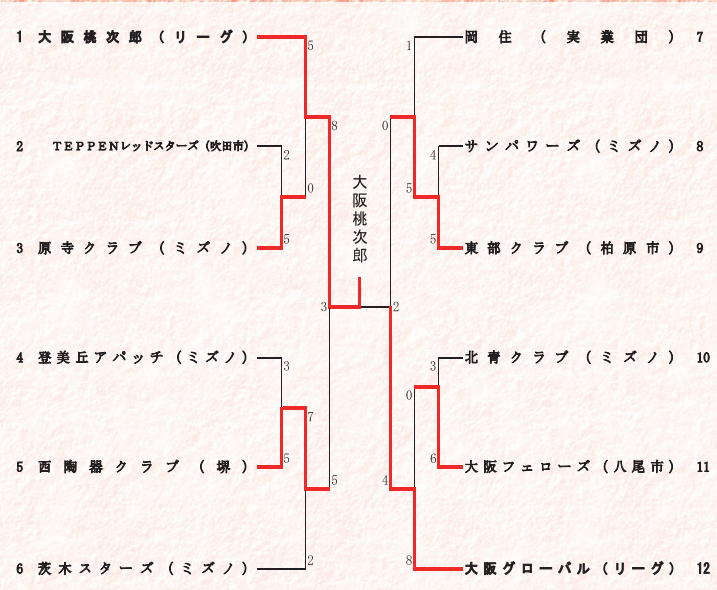 1 大阪桃次郎（リーグ）
5
8
2 TEPPENレッドスターズ（吹田市）
2
0
3 原寺クラブ（ミズノ）
5
大阪桃次郎
3
2
4 登美丘アパッチ（ミズノ）
3
7
5 西陶器クラブ（堺）
5
5
6 茨木スターズ（ミズノ）
2
岡住（実業団） 7
1
0
サンパワーズ（ミズノ） 8
4
5
東部クラブ（柏原市） 9
5
北青クラブ（ミズノ） 10
3
0
大阪フェローズ（八尾市） 11
6
4
大阪グローバル（リーグ） 12
8